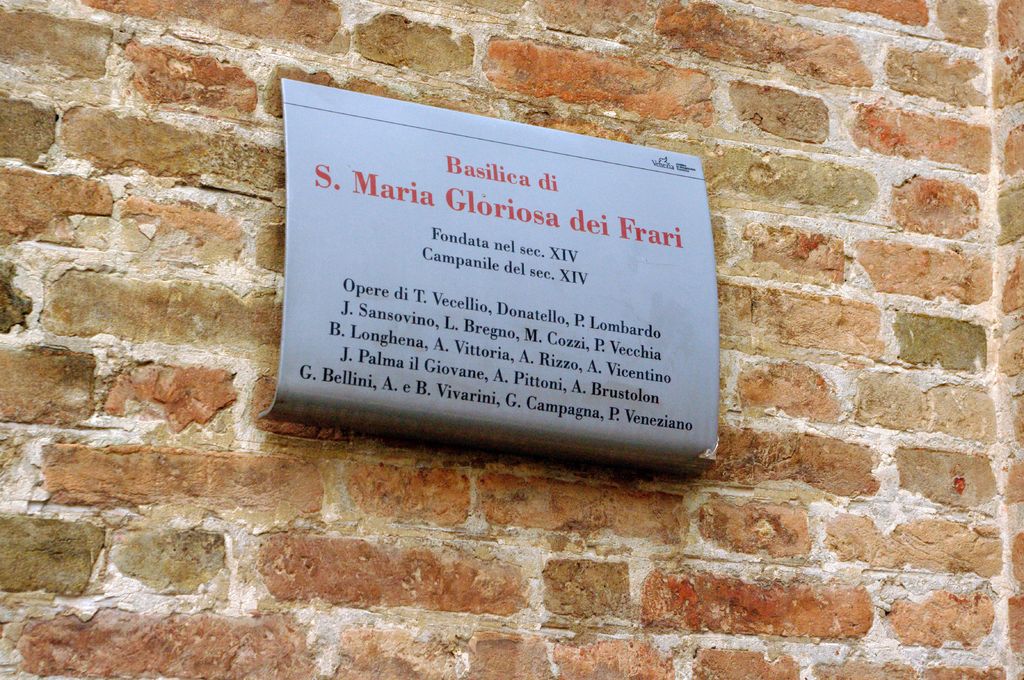 Venezia
Basilica di
S. Maria Gloriosa dei Frari
Fondata nel sec. XIV
Campanile del sec. XIV
Opere di T. Vecellio, Donatello, P. Lombardo
J. Sansovino, L. Bregno, M. Cozzi, P. Vecchia
B. Longhena, A. Vittoria, A. Rizzo, A. Vicentino
J. Palma il Giovane, A. Pittoni, A. Brustolon
G. Bellini, A. e B. Vivarini, G. Campagna, P. Veneziano